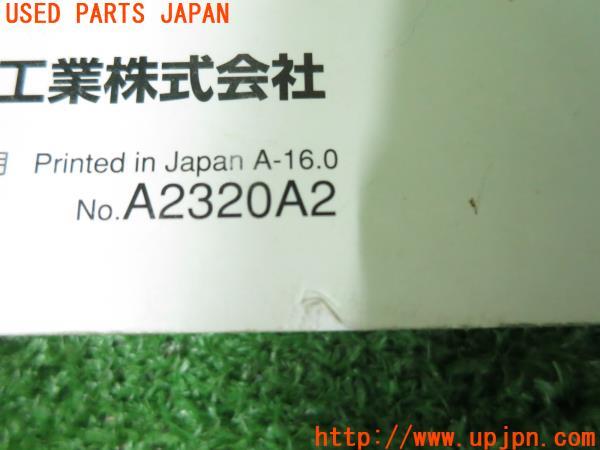 USED PARTS JAPAN
工業株式会社
用 Printed in Japan A-16.0
No.A2320A2
http://www.upjpn.com/